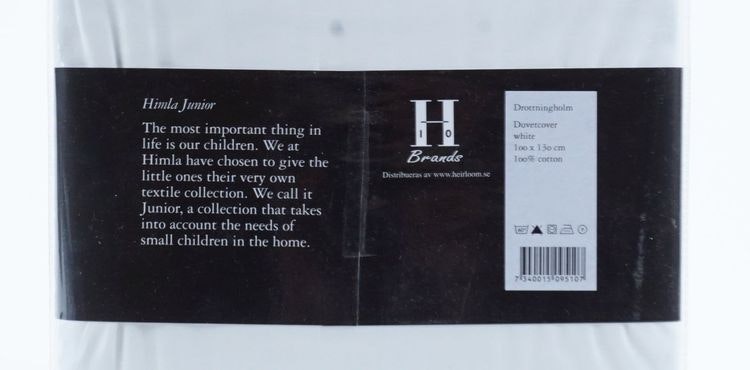 Himla Junior
The most important thing in
life is our children. We at
Himla have chosen to give the
little ones their very own
textile collection. We call it
Junior, a collection that takes
into account the needs of
small children in the home.
H
10
Brands
Distribueras av www.heirloom.se
Drottningholm
Duvetcover
white
100 x 130 cm
100% cotton
7340015095107